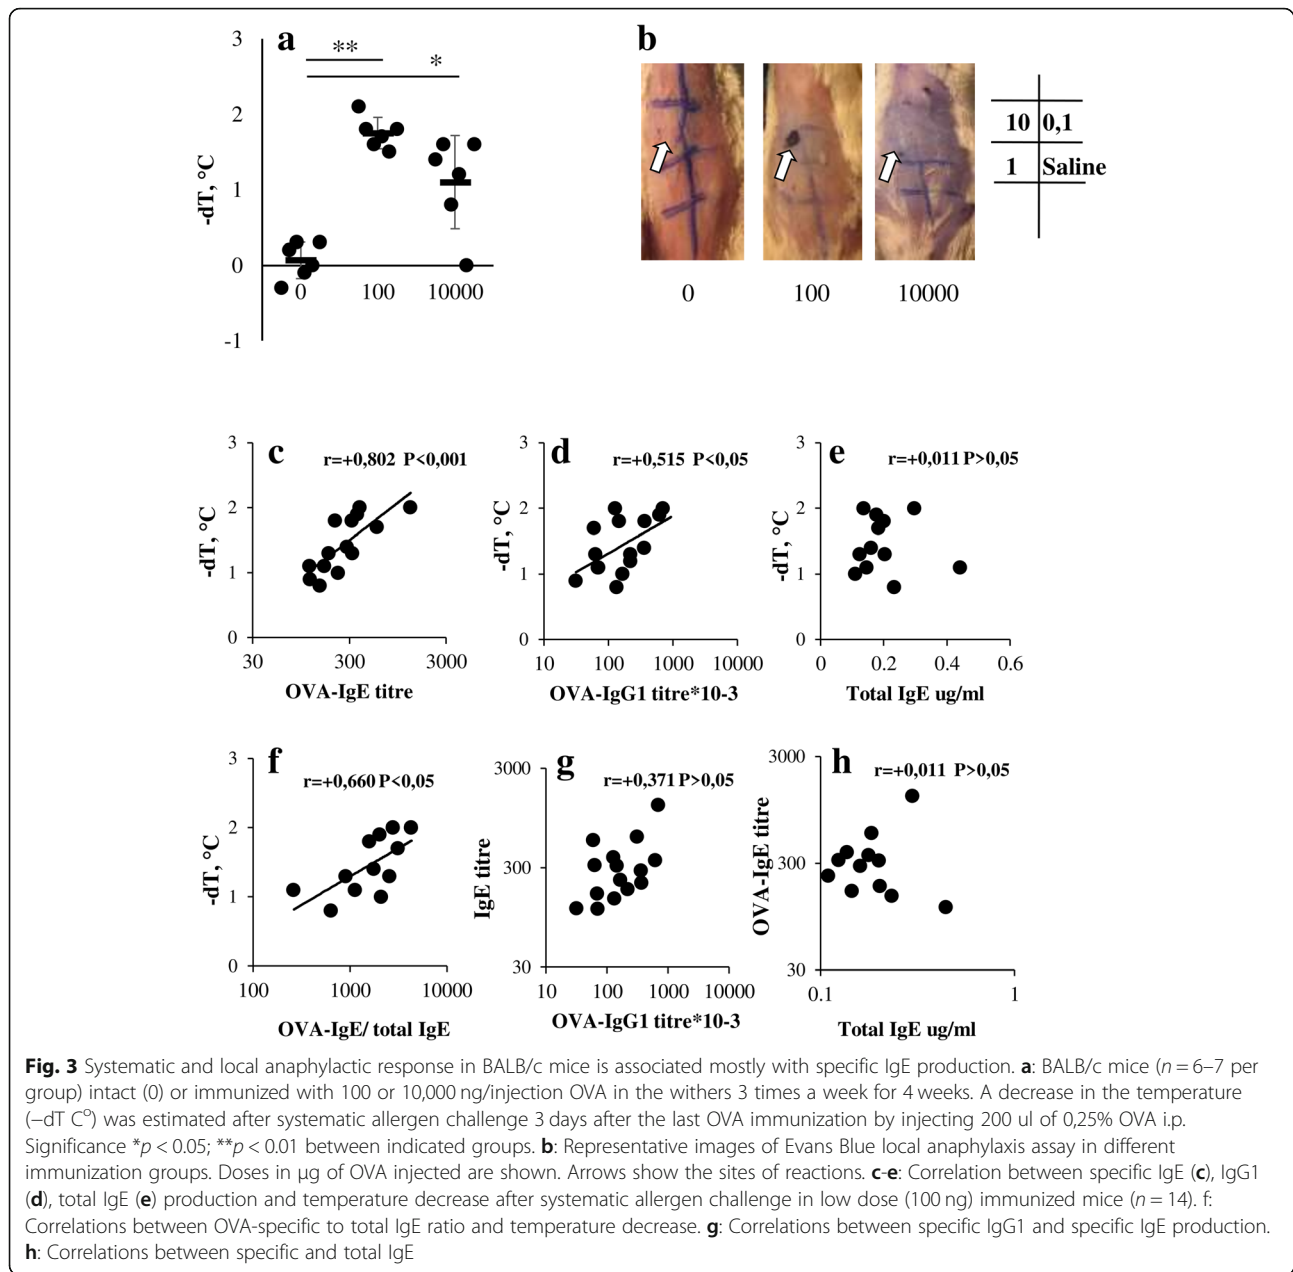 a
**
*
3
2
1
0
-1
-dT, °C
0
100
10000
b
10 0,1
1 Saline
0
100
10000
c
r=+0,802 P<0,001
3
2
1
0
-dT, °C
30
300
3000
OVA-IgE titre
d
r=+0,515 P<0,05
3
2
1
0
-dT, °C
10
100
1000
10000
OVA-IgG1 titre*10-3
e
r=+0,011 P>0,05
3
2
1
0
-dT, °C
0
0.2
0.4
0.6
Total IgE ug/ml
f
r=+0,660 P<0,05
3
2
1
0
-dT, °C
100
1000
10000
OVA-IgE/ total IgE
g
r=+0,371 P>0,05
3000
300
30
IgE titre
10
100
1000
10000
OVA-IgG1 titre*10-3
h
r=+0,011 P>0,05
3000
300
30
OVA-IgE titre
0.1
1
Total IgE ug/ml
Fig. 3 Systematic and local anaphylactic response in BALB/c mice is associated mostly with specific IgE production. a: BALB/c mice (n = 6–7 per
group) intact (0) or immunized with 100 or 10,000 ng/injection OVA in the withers 3 times a week for 4 weeks. A decrease in the temperature
(−dT C°) was estimated after systematic allergen challenge 3 days after the last OVA immunization by injecting 200 ul of 0,25% OVA i.p.
Significance *p < 0.05; **p < 0.01 between indicated groups. b: Representative images of Evans Blue local anaphylaxis assay in different
immunization groups. Doses in μg of OVA injected are shown. Arrows show the sites of reactions. c-e: Correlation between specific IgE (c), IgG1
(d), total IgE (e) production and temperature decrease after systematic allergen challenge in low dose (100 ng) immunized mice (n = 14). f:
Correlations between OVA-specific to total IgE ratio and temperature decrease. g: Correlations between specific IgG1 and specific IgE production.
h: Correlations between specific and total IgE